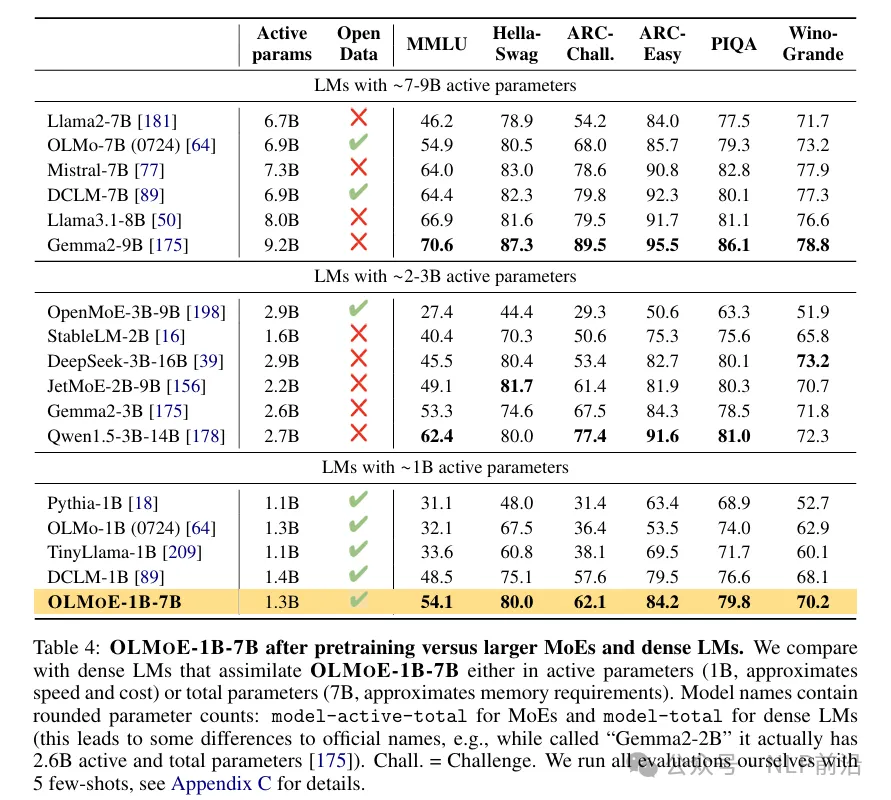 Active params Open Data MMLU Hella-Swag ARC-Chall. ARC-Easy PIQA Wino-Grande
LMs with ~7-9B active parameters
Llama2-7B [181] 6.7B ✗ 46.2 78.9 54.2 84.0 77.5 71.7
OLMo-7B (0724) [64] 6.9B ✔ 54.9 80.5 68.0 85.7 79.3 73.2
Mistral-7B [77] 7.3B ✗ 64.0 83.0 78.6 90.8 82.8 77.9
DCLM-7B [89] 6.9B ✔ 64.4 82.3 79.8 92.3 80.1 77.3
Llama3.1-8B [50] 8.0B ✗ 66.9 81.6 79.5 91.7 81.1 76.6
Gemma2-9B [175] 9.2B ✗ 70.6 87.3 89.5 95.5 86.1 78.8
LMs with ~2-3B active parameters
OpenMoE-3B-9B [198] 2.9B ✔ 27.4 44.4 29.3 50.6 63.3 51.9
StableLM-2B [16] 1.6B ✗ 40.4 70.3 50.6 75.3 75.6 65.8
DeepSeek-3B-16B [39] 2.9B ✗ 45.5 80.4 53.4 82.7 80.1 73.2
JetMoE-2B-9B [156] 2.2B ✗ 49.1 81.7 61.4 81.9 80.3 70.7
Gemma2-3B [175] 2.6B ✗ 53.3 74.6 67.5 84.3 78.5 71.8
Qwen1.5-3B-14B [178] 2.7B ✗ 62.4 80.0 77.4 91.6 81.0 72.3
LMs with ~1B active parameters
Pythia-1B [18] 1.1B ✔ 31.1 48.0 31.4 63.4 68.9 52.7
OLMo-1B (0724) [64] 1.3B ✔ 32.1 67.5 36.4 53.5 74.0 62.9
TinyLlama-1B [209] 1.1B ✔ 33.6 60.8 38.1 69.5 71.7 60.1
DCLM-1B [89] 1.4B ✔ 48.5 75.1 57.6 79.5 76.6 68.1
OLMOE-1B-7B 1.3B ✔ 54.1 80.0 62.1 84.2 79.8 70.2
Table 4: OLMOE-1B-7B after pretraining versus larger MoEs and dense LMs. We compare
with dense LMs that assimilate OLMOE-1B-7B either in active parameters (1B, approximates
speed and cost) or total parameters (7B, approximates memory requirements). Model names contain
rounded parameter counts: model-active-total for MoEs and model-total for dense LMs
(this leads to some differences to official names, e.g., while called “Gemma2-2B” it actually has
2.6B active and total parameters [175]). Chall. = Challenge. We run all evaluations ourselves with
5 few-shots, see Appendix C for details.
公众号 · NLP前沿